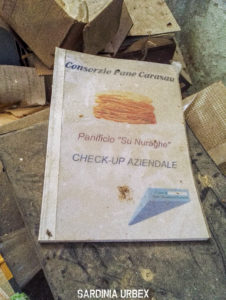 Consorzio Pane Carasau
Panificio "Su Nuraghe"
CHECK-UP AZIENDALE
SARDINIA URBEX